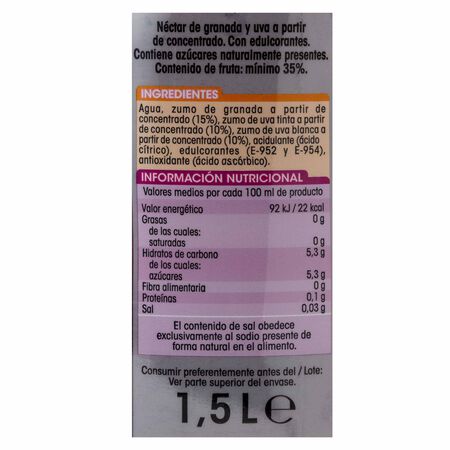 Néctar de granada y uva a partir
de concentrado. Con edulcorantes.
Contiene azúcares naturalmente presentes.
Contenido de fruta: mínimo 35%.
INGREDIENTES
Agua, zumo de granada a partir de
concentrado (15%), zumo de uva tinta a partir
de concentrado (10%), zumo de uva blanca a
partir de concentrado (10%), acidulante (ácido
cítrico), edulcorantes (E-952 y E-954),
antioxidante (ácido ascórbico).
INFORMACIÓN NUTRICIONAL
Valores medios por cada 100 ml de producto
Valor energético 92 kJ / 22 kcal
Grasas 0 g
de las cuales:
saturadas 0 g
Hidratos de carbono 5,3 g
de los cuales:
azúcares 5,3 g
Fibra alimentaria 0 g
Proteínas 0,1 g
Sal 0,03 g
El contenido de sal obedece
exclusivamente al sodio presente de
forma natural en el alimento.
Consumir preferentemente antes del / Lote:
Ver parte superior del envase.
1,5 L ℮